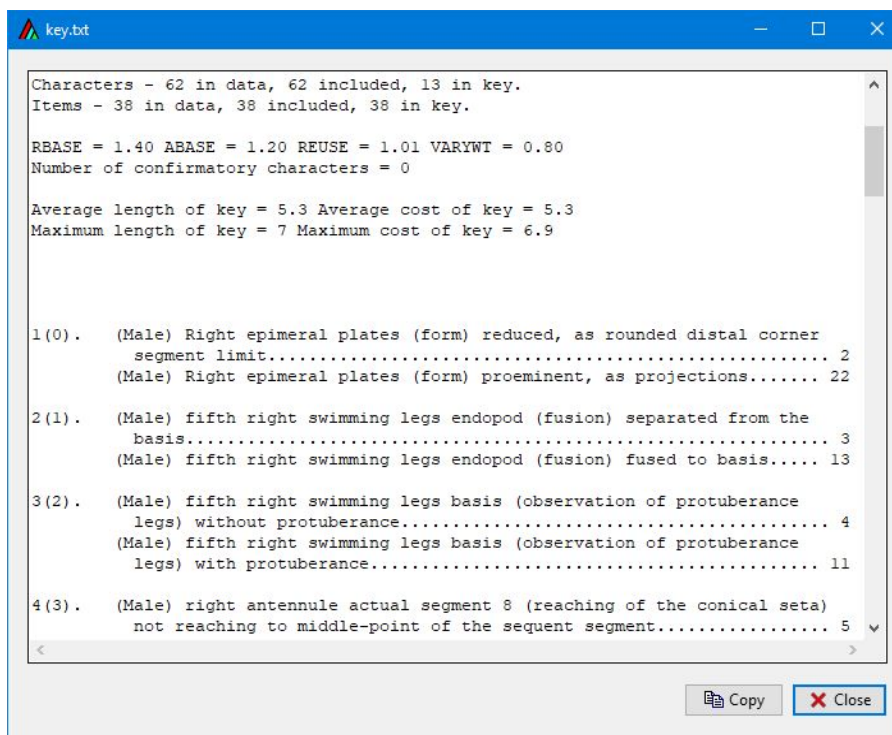 key.txt
Characters - 62 in data, 62 included, 13 in key.
Items - 38 in data, 38 included, 38 in key.
RBASE = 1.40 ABASE = 1.20 REUSE = 1.01 VARYWT = 0.80
Number of confirmatory characters = 0
Average length of key = 5.3 Average cost of key = 5.3
Maximum length of key = 7 Maximum cost of key = 6.9
1(0). (Male) Right epimeral plates (form) reduced, as rounded distal corner
segment limit....................................................... 2
(Male) Right epimeral plates (form) proeminent, as projections....... 22
2(1). (Male) fifth right swimming legs endopod (fusion) separated from the
basis............................................................... 3
(Male) fifth right swimming legs endopod (fusion) fused to basis..... 13
3(2). (Male) fifth right swimming legs basis (observation of protuberance
legs) without protuberance.......................................... 4
(Male) fifth right swimming legs basis (observation of protuberance
legs) with protuberance............................................. 11
4(3). (Male) right antennule actual segment 8 (reaching of the conical seta)
not reaching to middle-point of the sequent segment................. 5
Copy
Close